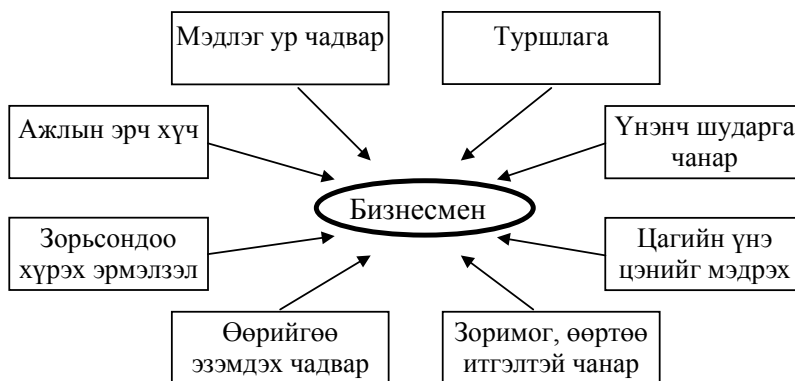 Мэдлэг ур чадвар
Туршлага
Ажлын эрч хүч
Үнэнч шударга
чанар
Бизнесмен
Зорьсондоо
хүрэх эрмэлзэл
Цагийн үнэ
цэнийг мэдрэх
Өөрийгөө
эзэмдэх чадвар
Зоримог, өөртөө
итгэлтэй чанар